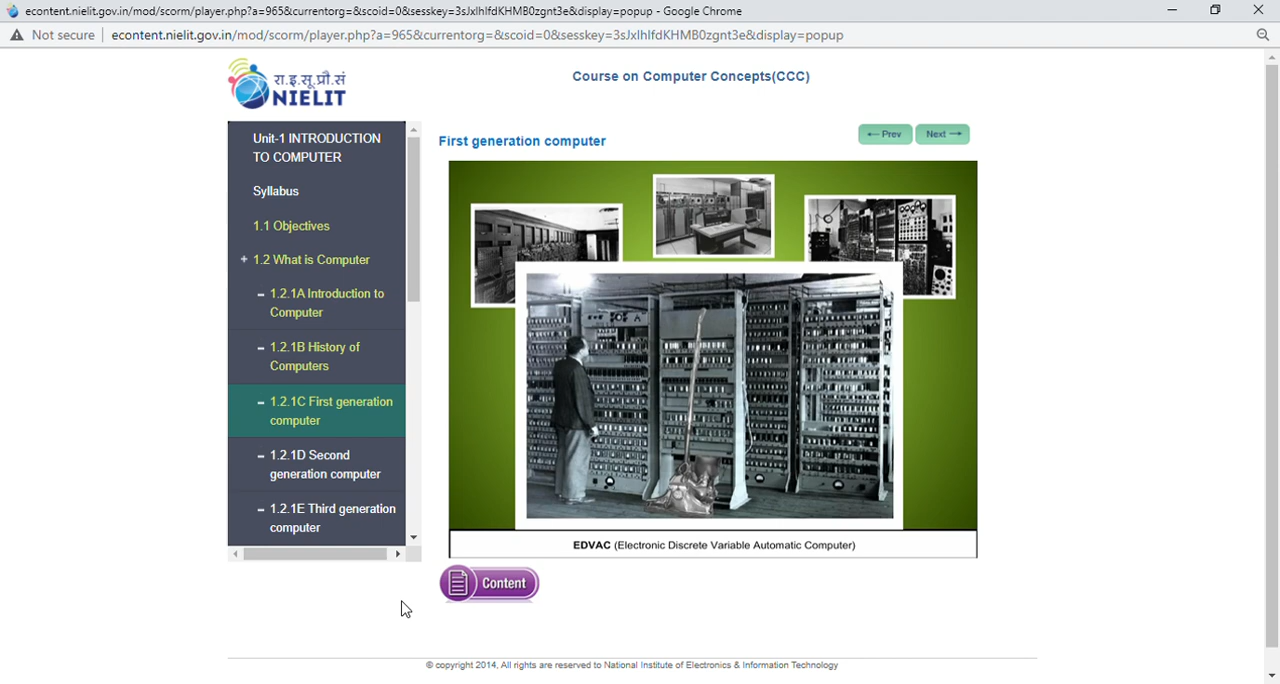 econtent.nielit.gov.in/mod/scorm/player.php?a=965&currentorg=&scoid=0&sesskey=3sJxlhlfdKHMB0zgnt3e&display=popup - Google Chrome
Not secure econtent.nielit.gov.in/mod/scorm/player.php?a=965&currentorg=&scoid=0&sesskey=3sJxlhlfdKHMB0zgnt3e&display=popup
रा.इ.सू.प्रौ.सं
NIELIT
Course on Computer Concepts(CCC)
Unit-1 INTRODUCTION
TO COMPUTER
Syllabus
1.1 Objectives
+ 1.2 What is Computer
- 1.2.1A Introduction to
Computer
- 1.2.1B History of
Computers
- 1.2.1C First generation
computer
- 1.2.1D Second
generation computer
- 1.2.1E Third generation
computer
First generation computer
← Prev Next →
EDVAC (Electronic Discrete Variable Automatic Computer)
Content
© copyright 2014, All rights are reserved to National Institute of Electronics & Information Technology